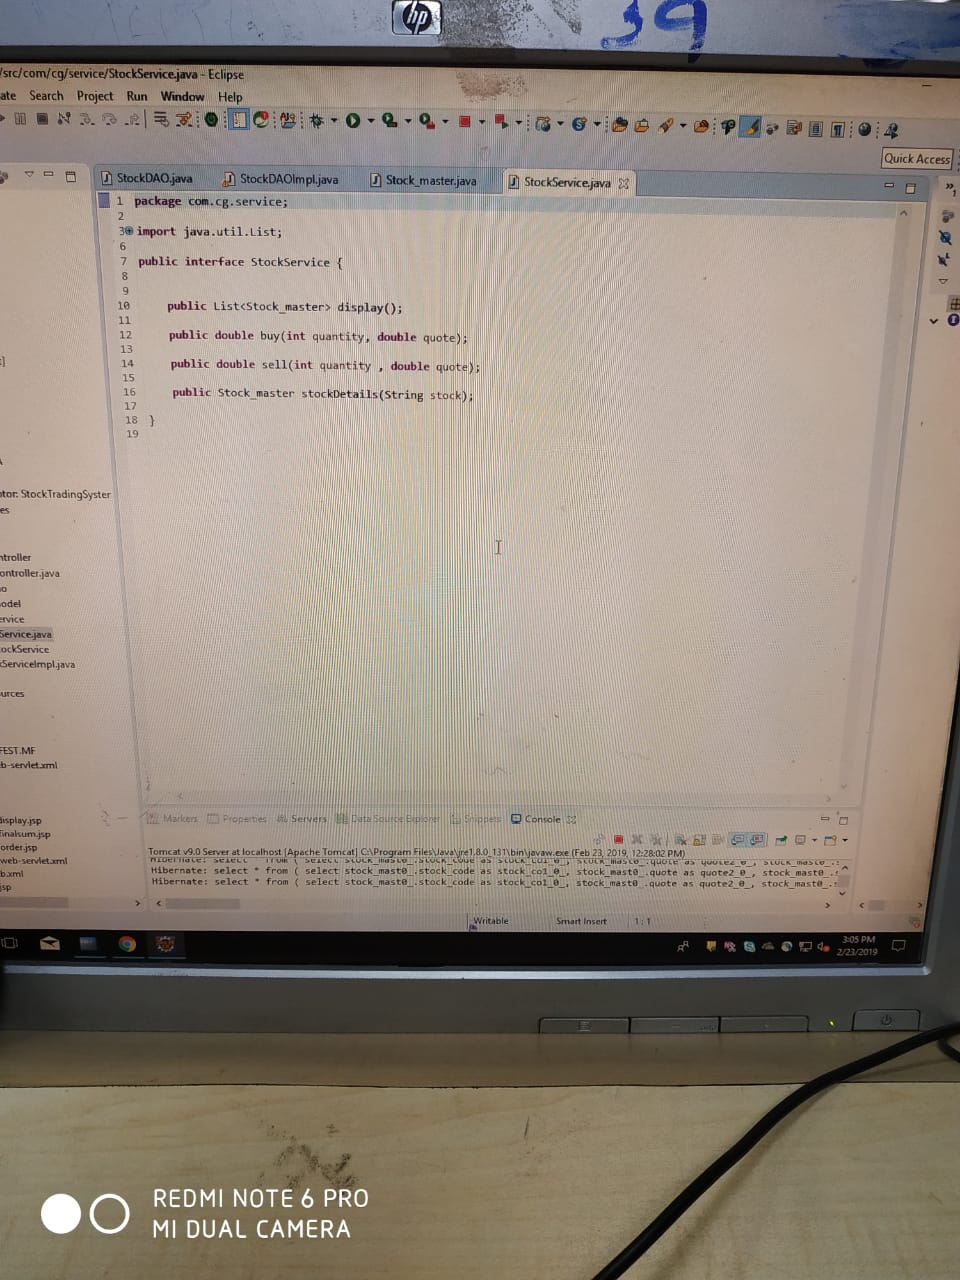 hp
39
/src/com/cg/service/StockService.java - Eclipse
ate Search Project Run Window Help
Quick Access
StockDAO.java StockDAOImpl.java Stock_master.java StockService.java
1 package com.cg.service;
2
3 import java.util.List;
6
7 public interface StockService {
8
9
10 public List<Stock_master> display();
11
12 public double buy(int quantity, double quote);
13
14 public double sell(int quantity , double quote);
15
16 public Stock_master stockDetails(String stock);
17
18 }
19
tor: StockTradingSyster
es
ntroller
ontroller.java
o
odel
ervice
Service.java
ockService
kServiceImpl.java
urces
FEST.MF
b-servlet.xml
display.jsp
finalsum.jsp
order.jsp
web-servlet.xml
b.xml
jsp
Markers Properties Servers Data Source Explorer Snippets Console
Tomcat v9.0 Server at localhost [Apache Tomcat] C:\Program Files\Java\jre1.8.0_131\bin\javaw.exe (Feb 23, 2019, 12:28:02 PM)
Hibernate: select * from ( select stock_mast0_.stock_code as stock_co1_0_, stock_mast0_.quote as quote2_0_, stock_mast0_.s
Hibernate: select * from ( select stock_mast0_.stock_code as stock_co1_0_, stock_mast0_.quote as quote2_0_, stock_mast0_.s
Hibernate: select * from ( select stock_mast0_.stock_code as stock_co1_0_, stock_mast0_.quote as quote2_0_, stock_mast0_.s
Writable Smart Insert 1 : 1
3:05 PM
2/23/2019
REDMI NOTE 6 PRO
MI DUAL CAMERA